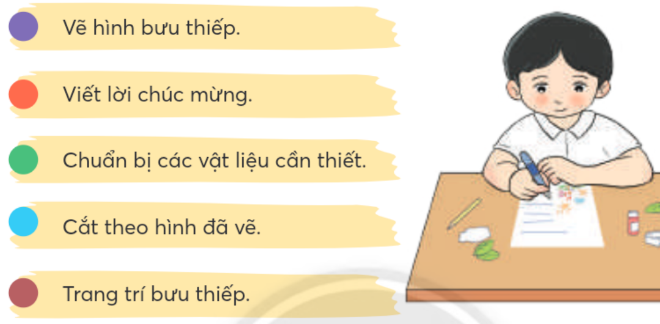 Vẽ hình bưu thiếp.
Viết lời chúc mừng.
Chuẩn bị các vật liệu cần thiết.
Cắt theo hình đã vẽ.
Trang trí bưu thiếp.